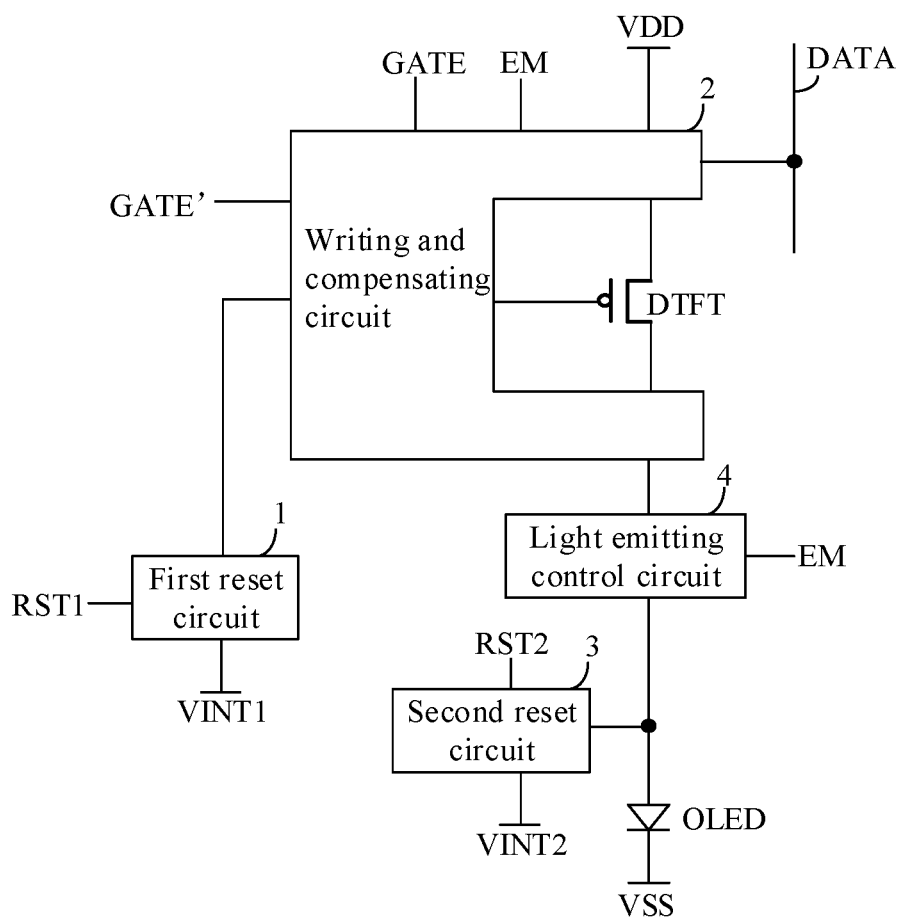 VDD
GATE
EM
DATA
2
GATE’
Writing and
compensating
circuit
DTFT
4
1
Light emitting
control circuit
EM
First reset
circuit
RST1
RST2
3
VINT1
Second reset
circuit
OLED
VINT2
VSS